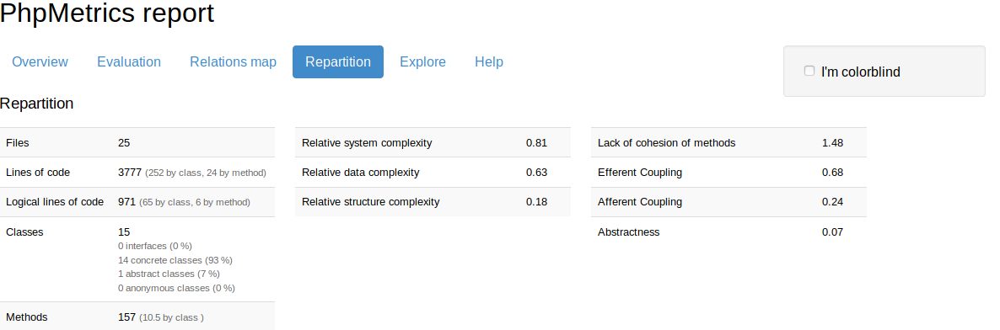 PhpMetrics report
Overview Evaluation Relations map Repartition Explore Help
I'm colorblind
Repartition
Files 25
Lines of code 3777 (252 by class, 24 by method)
Logical lines of code 971 (65 by class, 6 by method)
Classes 15
0 interfaces (0 %)
14 concrete classes (93 %)
1 abstract classes (7 %)
0 anonymous classes (0 %)
Methods 157 (10.5 by class )
Relative system complexity 0.81
Relative data complexity 0.63
Relative structure complexity 0.18
Lack of cohesion of methods 1.48
Efferent Coupling 0.68
Afferent Coupling 0.24
Abstractness 0.07